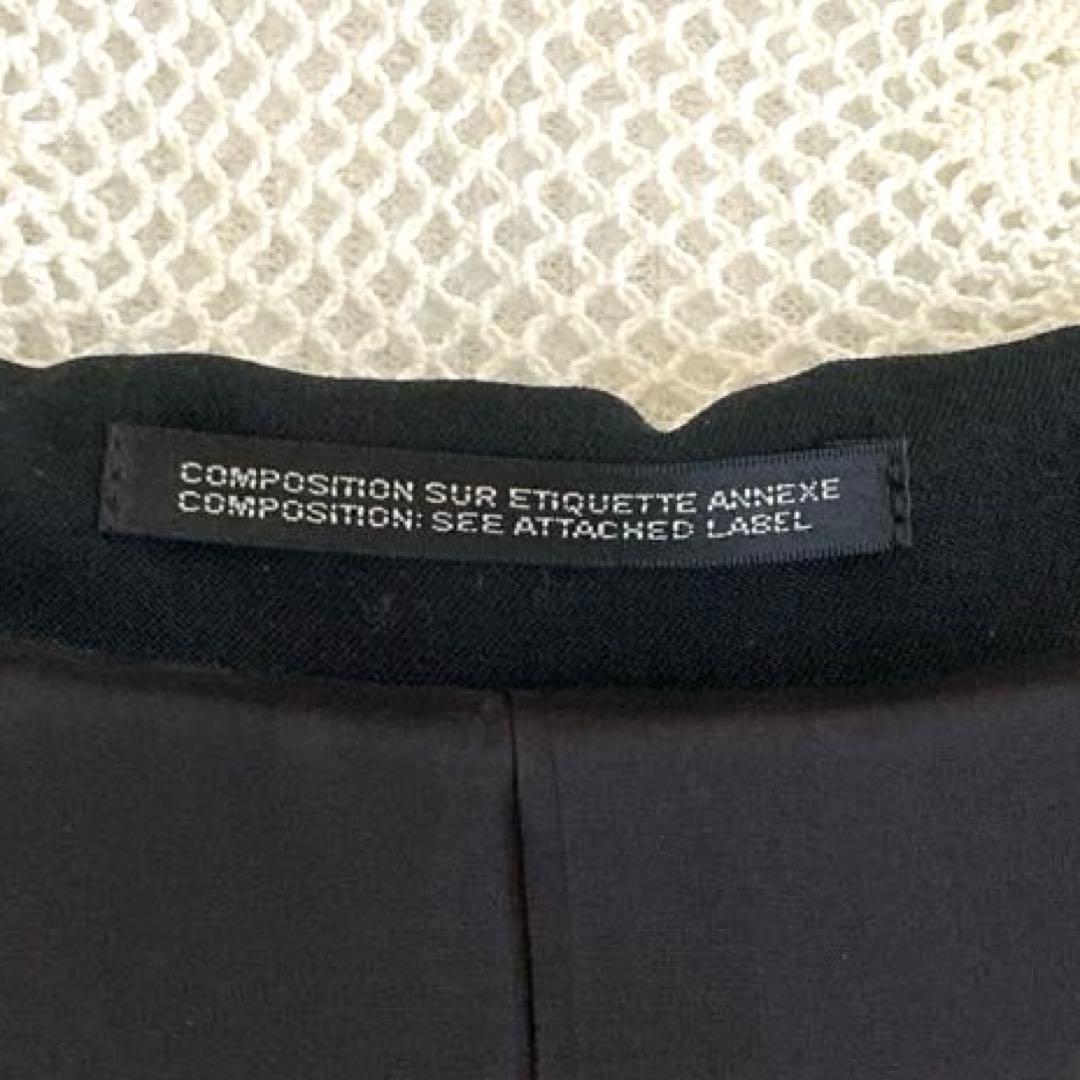 COMPOSITION SUR ETIQUETTE ANNEXE
COMPOSITION: SEE ATTACHED LABEL